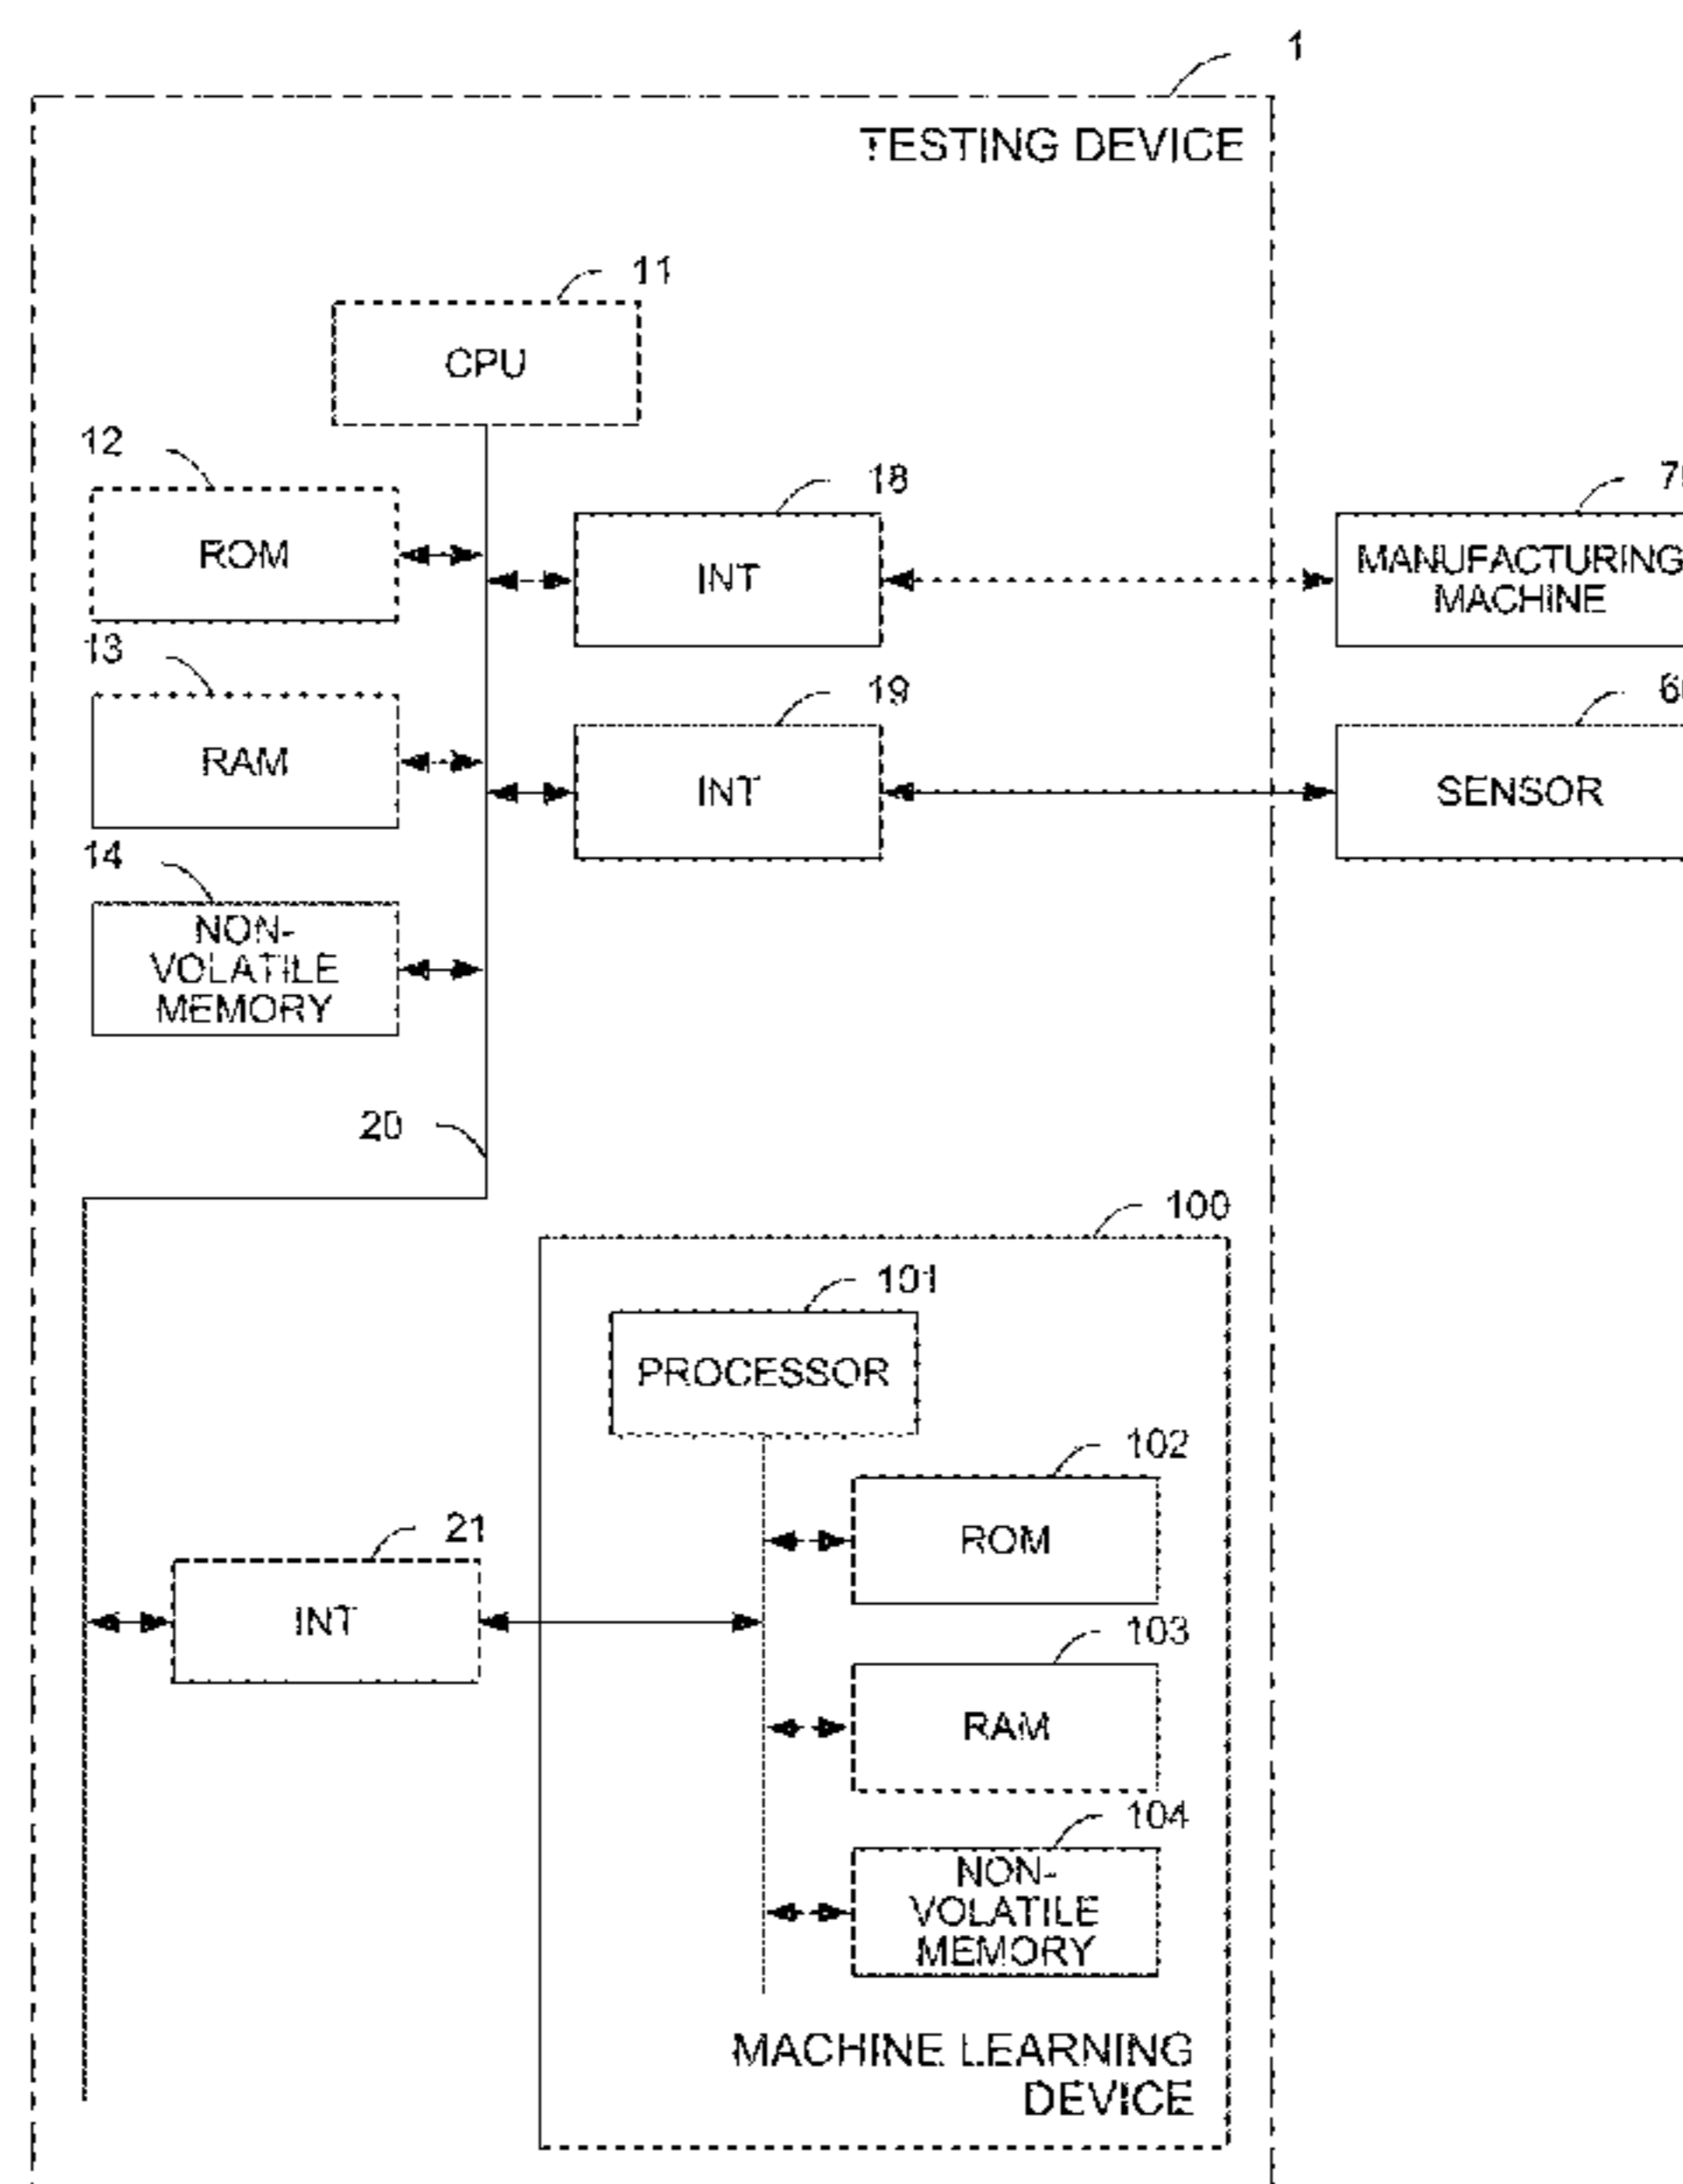 1
TESTING DEVICE
11
CPU
12
ROM
18
INT
MANUFACTURING
MACHINE
13
RAM
19
INT
SENSOR
14
NON-
VOLATILE
MEMORY
20
100
101
PROCESSOR
102
ROM
21
INT
103
RAM
104
NON-
VOLATILE
MEMORY
MACHINE LEARNING
DEVICE